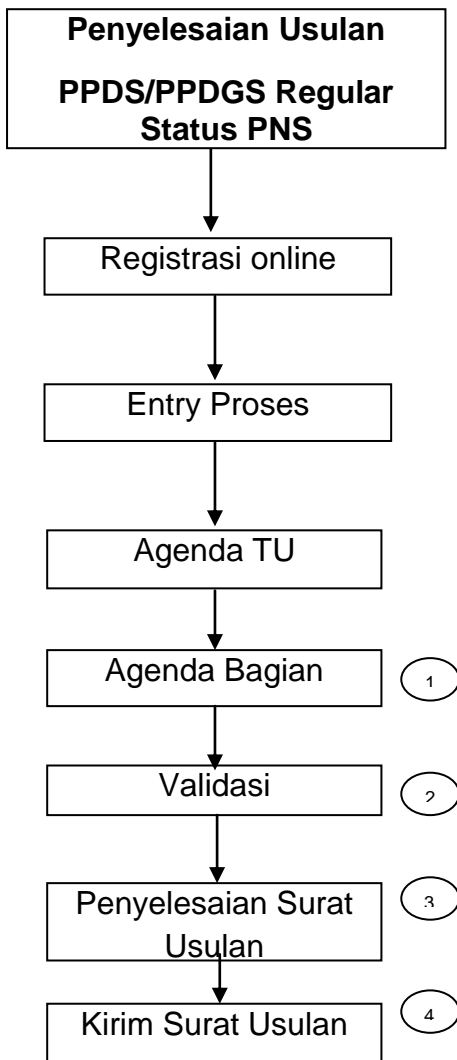 Penyelesaian Usulan
PPDS/PPDGS Regular
Status PNS
Registrasi online
Entry Proses
Agenda TU
Agenda Bagian
1
Validasi
2
Penyelesaian Surat
Usulan
3
Kirim Surat Usulan
4